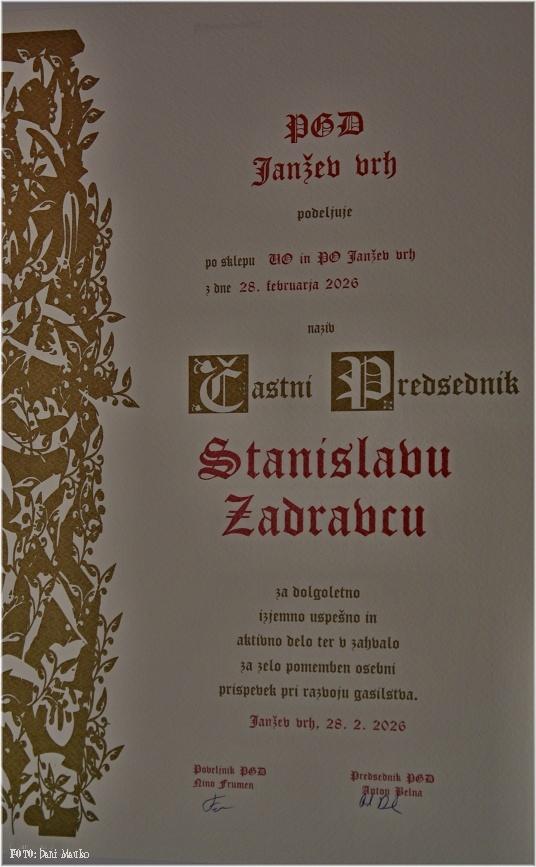 PGD
Janžev vrh
podeljuje
po sklepu UO in PO Janžev vrh
z dne 28. februarja 2026
naziv
Častni Predsednik
Stanislavu
Zadravcu
za dolgoletno
izjemno uspešno in
aktivno delo ter v zahvalo
za zelo pomemben osebni
prispevek pri razvoju gasilstva.
Janžev vrh, 28. 2. 2026
Poveljnik PGD
Nino Frumen
Predsednik PGD
Anton Belna
FOTO: Dani Mauko